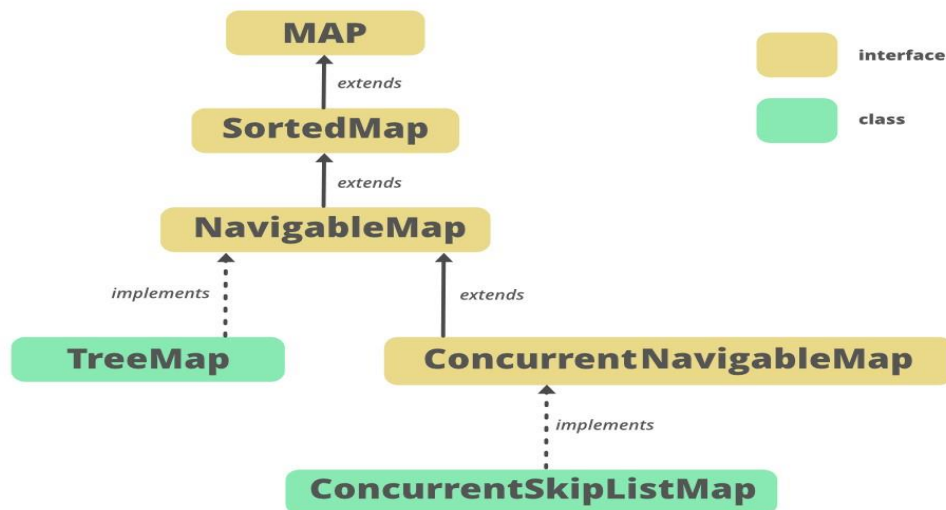 MAP
interface
extends
class
SortedMap
extends
NavigableMap
implements
extends
TreeMap
ConcurrentNavigableMap
implements
ConcurrentSkipListMap